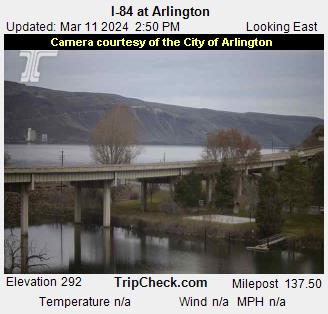 I-84 at Arlington
Updated: Mar 11 2024 2:50 PM Looking East
Camera courtesy of the City of Arlington
Elevation 292 TripCheck.com Milepost 137.50
Temperature n/a Wind n/a MPH n/a